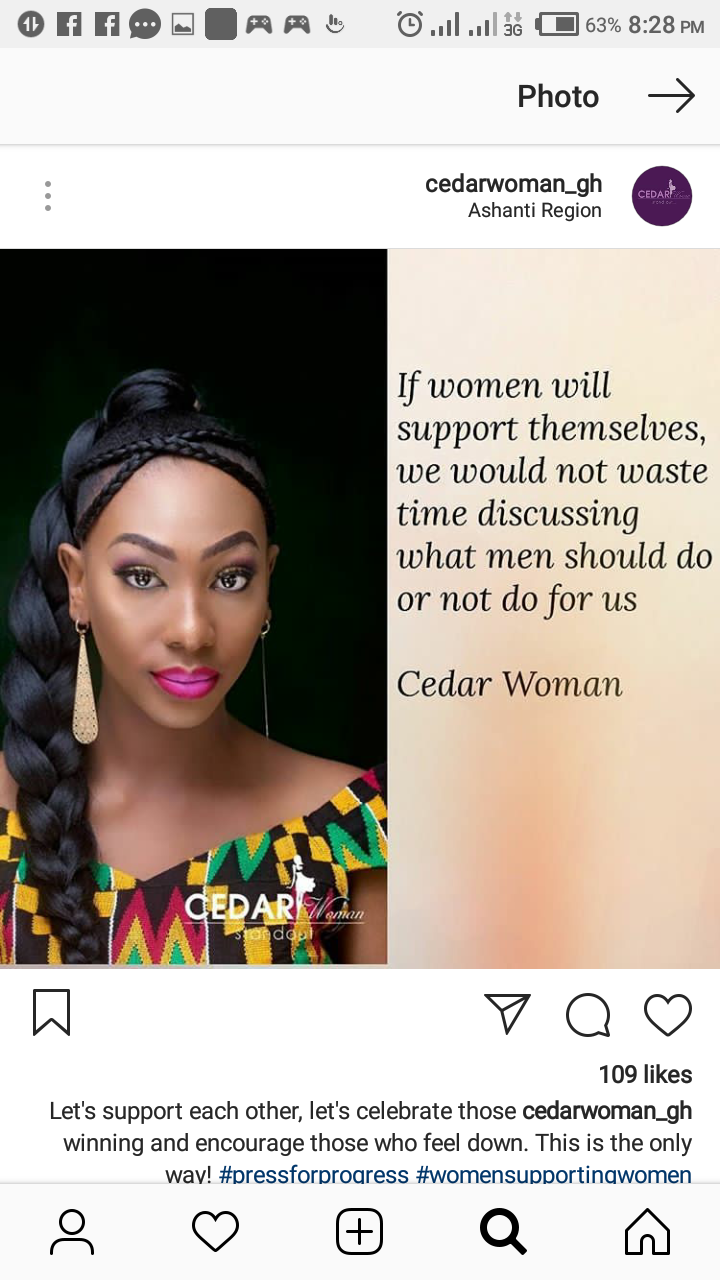 3G 63% 8:28 PM
Photo
cedarwoman_gh
Ashanti Region
CEDAR Woman
If women will
support themselves,
we would not waste
time discussing
what men should do
or not do for us
Cedar Woman
CEDAR Woman
standout
109 likes
Let's support each other, let's celebrate those cedarwoman_gh
winning and encourage those who feel down. This is the only
way! #pressforprogress #womensupportingwomen